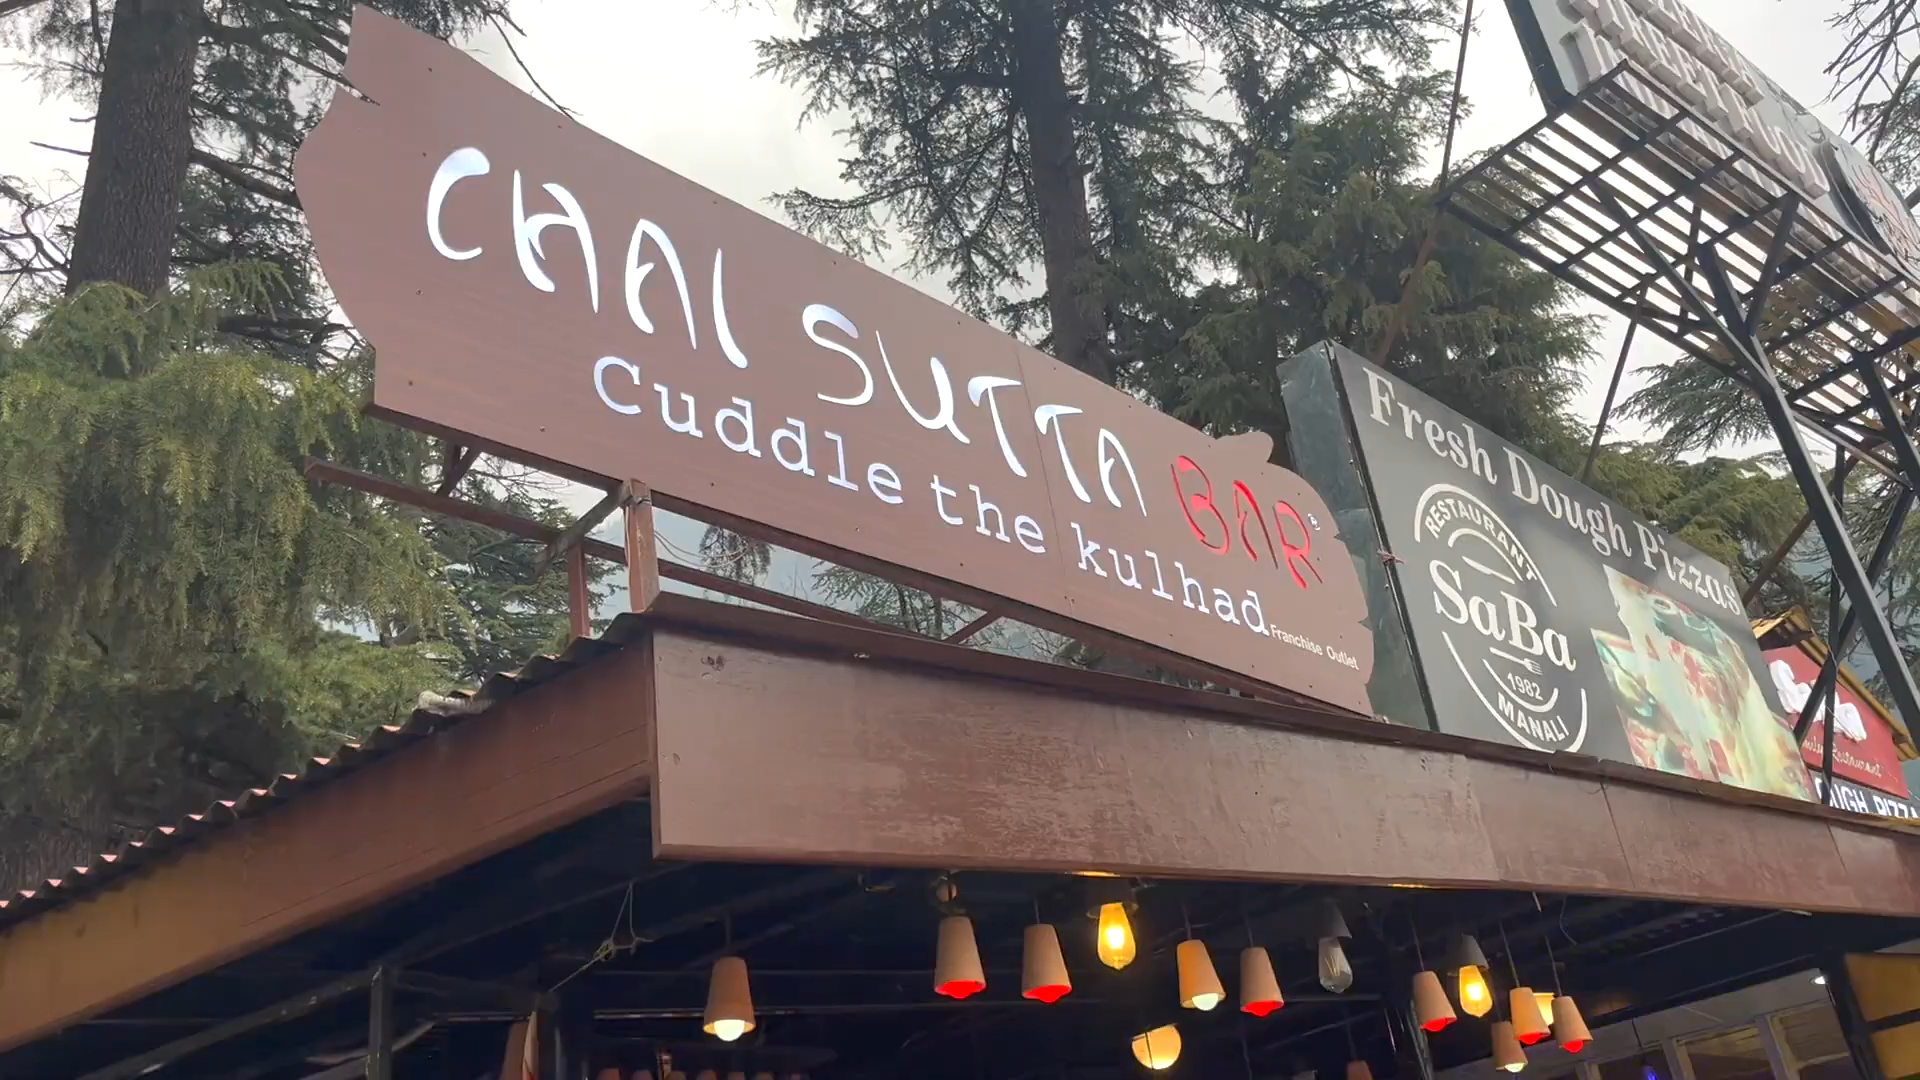 CHAI SUTTA BAR®
Cuddle the kulhad
Franchise Outlet
Fresh Dough Pizzas
RESTAURANT
SaBa
1982
MANALI